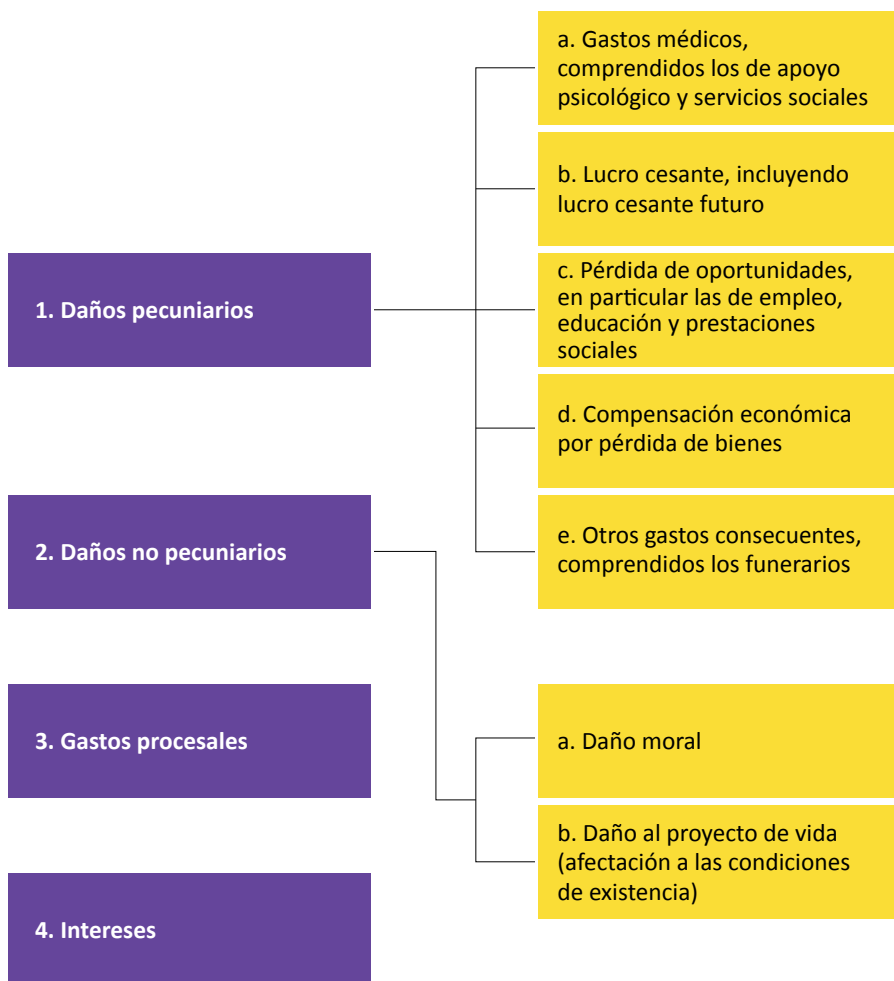 1. Daños pecuniarios
a. Gastos médicos,
comprendidos los de apoyo
psicológico y servicios sociales
b. Lucro cesante, incluyendo
lucro cesante futuro
c. Pérdida de oportunidades,
en particular las de empleo,
educación y prestaciones
sociales
d. Compensación económica
por pérdida de bienes
e. Otros gastos consecuentes,
comprendidos los funerarios
2. Daños no pecuniarios
a. Daño moral
b. Daño al proyecto de vida
(afectación a las condiciones
de existencia)
3. Gastos procesales
4. Intereses